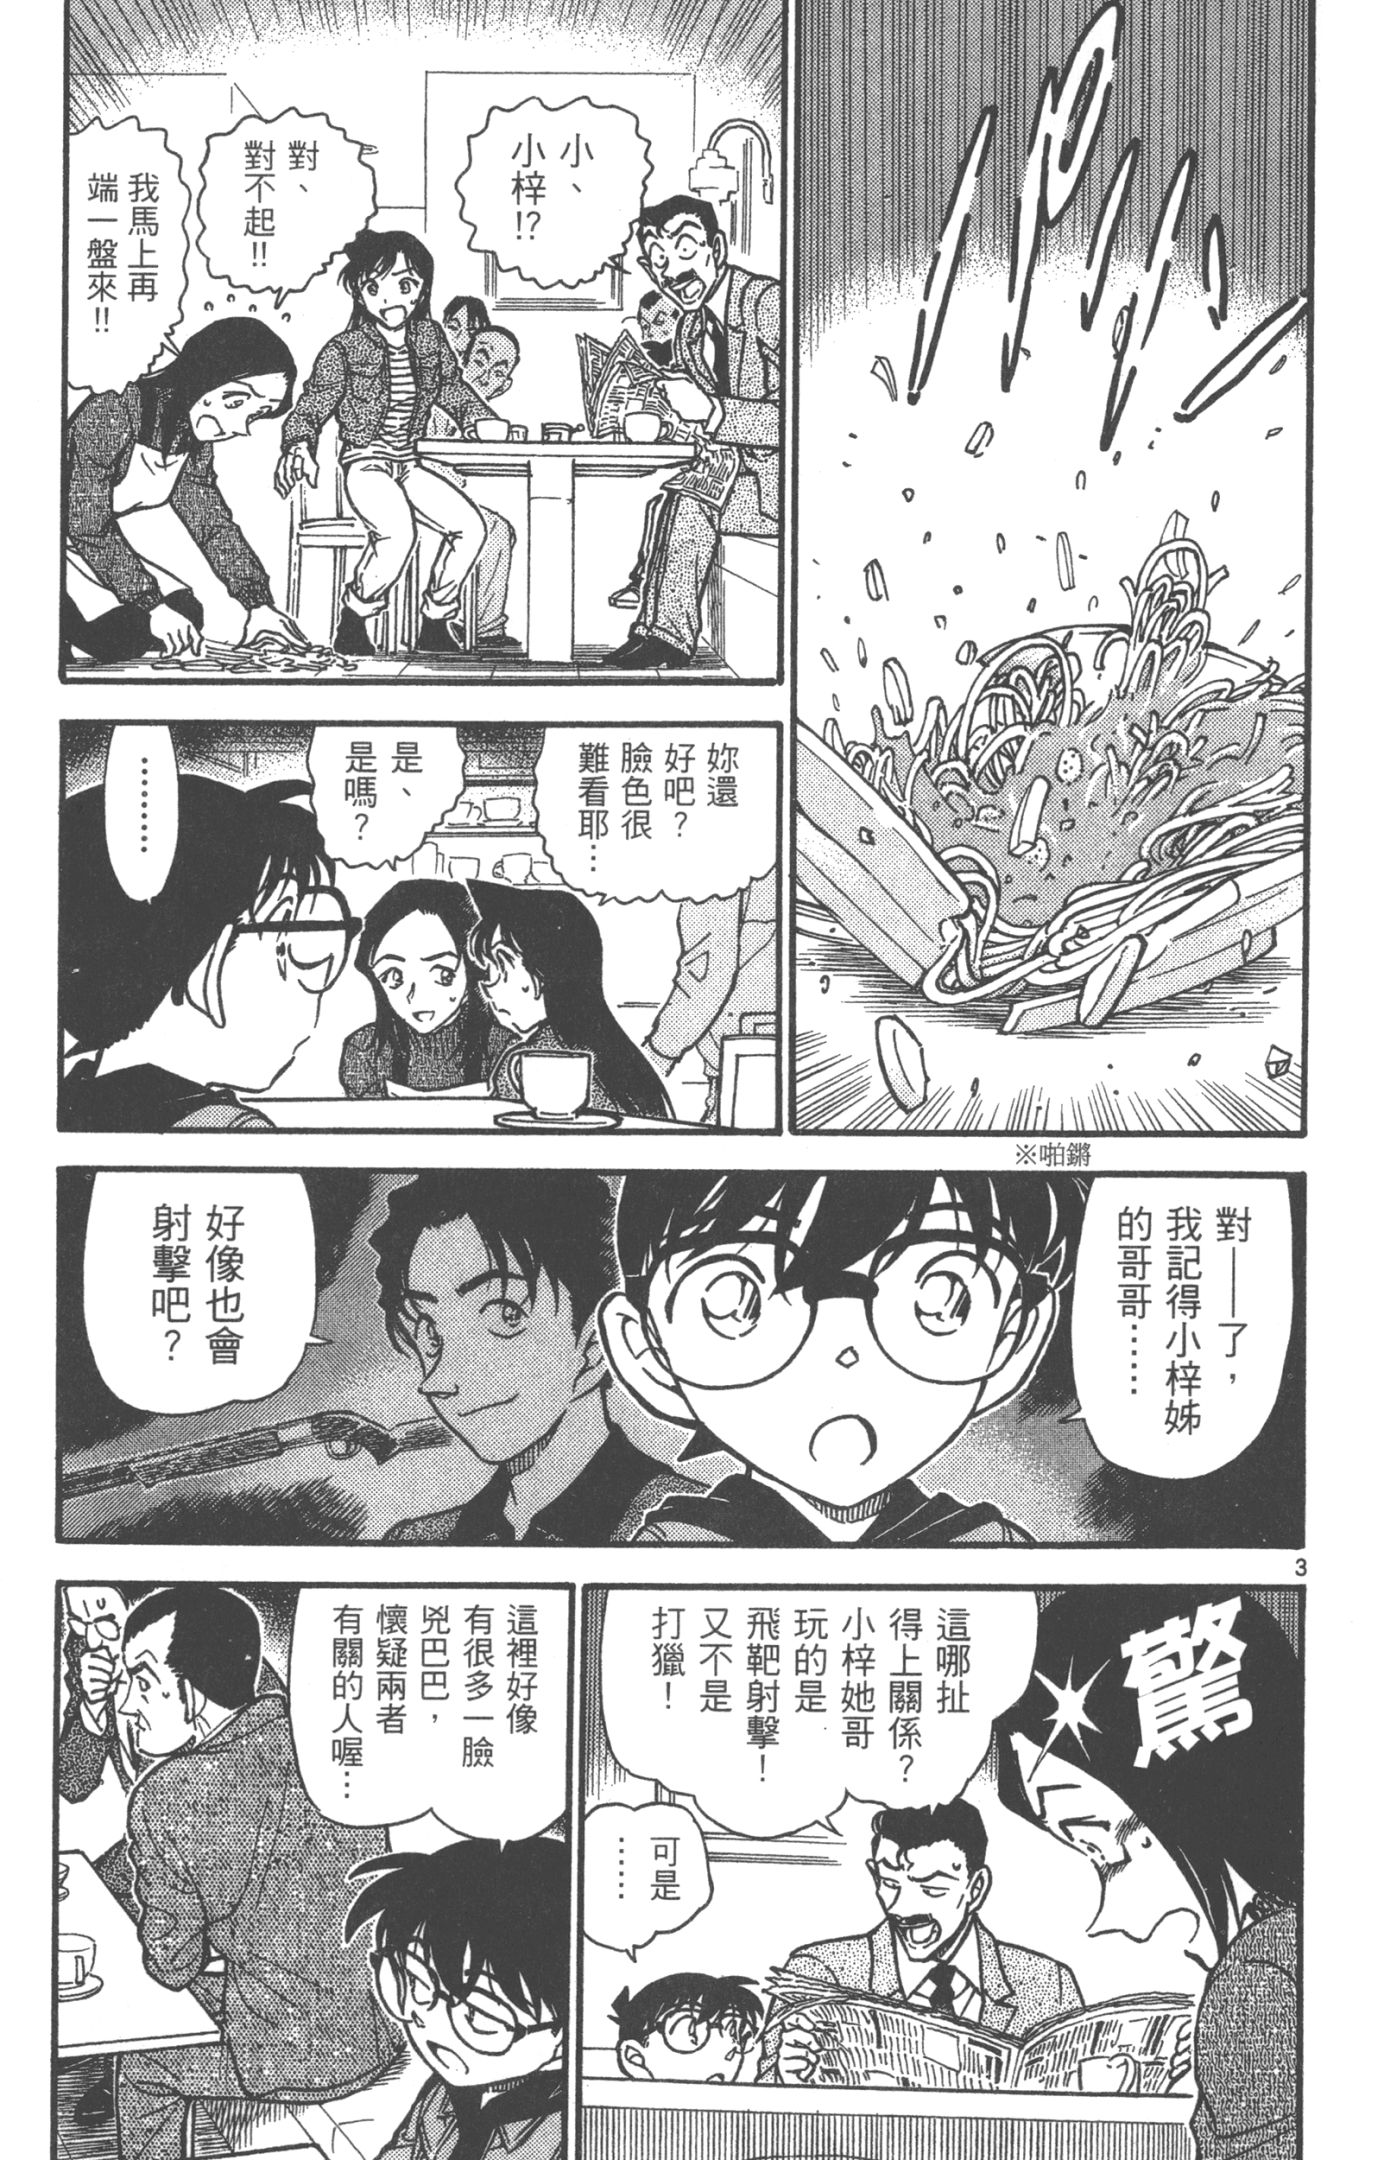 ※啪鏘
小、
小梓!?
對、
對不起!!
我馬上再
端一盤來!!
妳還
好吧？
臉色很
難看耶…
是、
是嗎？
………
對——了，
我記得小梓姊
的哥哥……
好像也會
射擊吧？
3
驚
這哪扯
得上關係？
小梓她哥
玩的是
飛靶射擊！
又不是
打獵！
可是
……
這裡好像
有很多一臉
兇巴巴，
懷疑兩者
有關的人喔…